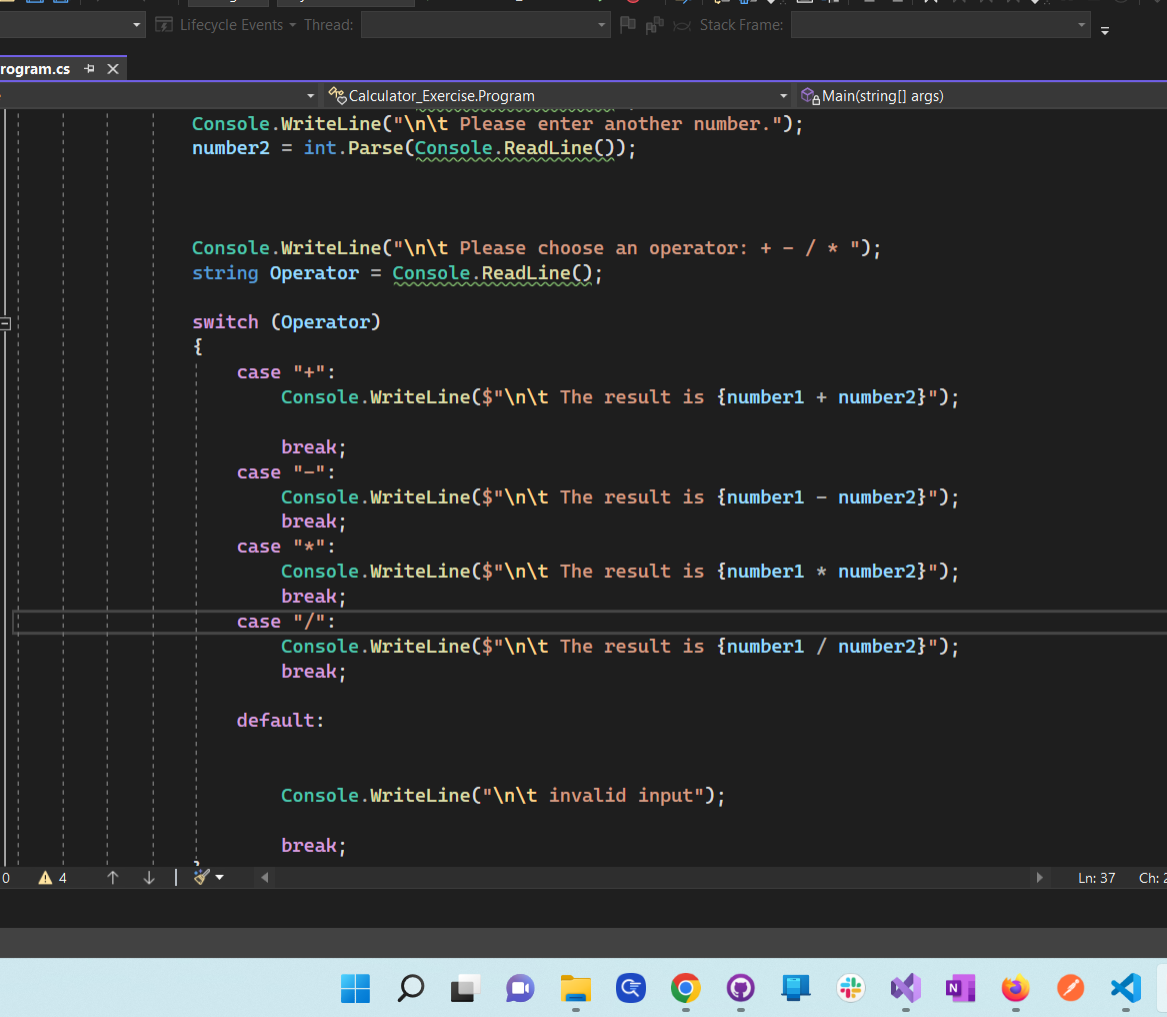 Lifecycle Events Thread: Stack Frame:
rogram.cs
Calculator_Exercise.Program Main(string[] args)
Console.WriteLine("\n\t Please enter another number.");
number2 = int.Parse(Console.ReadLine());
Console.WriteLine("\n\t Please choose an operator: + - / * ");
string Operator = Console.ReadLine();
switch (Operator)
{
case "+":
Console.WriteLine($"\n\t The result is {number1 + number2}");
break;
case "-":
Console.WriteLine($"\n\t The result is {number1 - number2}");
break;
case "*":
Console.WriteLine($"\n\t The result is {number1 * number2}");
break;
case "/":
Console.WriteLine($"\n\t The result is {number1 / number2}");
break;
default:
Console.WriteLine("\n\t invalid input");
break;
0 4 Ln: 37 Ch: 2